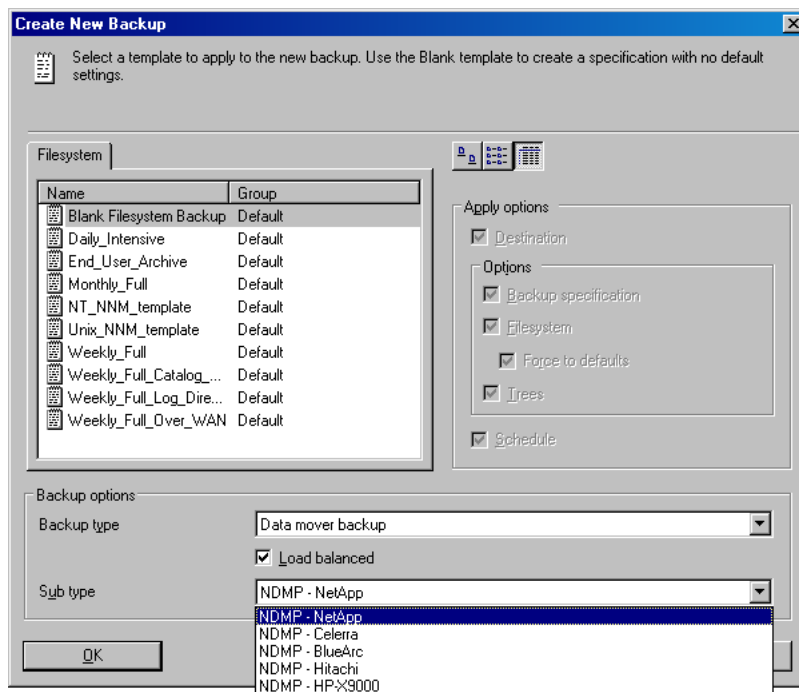 Create New Backup
Select a template to apply to the new backup. Use the Blank template to create a specification with no default
settings.
Filesystem
Name Group
Blank Filesystem Backup Default
Daily_Intensive Default
End_User_Archive Default
Monthly_Full Default
NT_NNM_template Default
Unix_NNM_template Default
Weekly_Full Default
Weekly_Full_Catalog_... Default
Weekly_Full_Log_Dire... Default
Weekly_Full_Over_WAN Default
Apply options
Destination
Options
Backup specification
Filesystem
Force to defaults
Trees
Schedule
Backup options
Backup type Data mover backup
Load balanced
Sub type NDMP - NetApp
NDMP - NetApp
NDMP - Celerra
NDMP - BlueArc
NDMP - Hitachi
NDMP - HP-X9000
OK